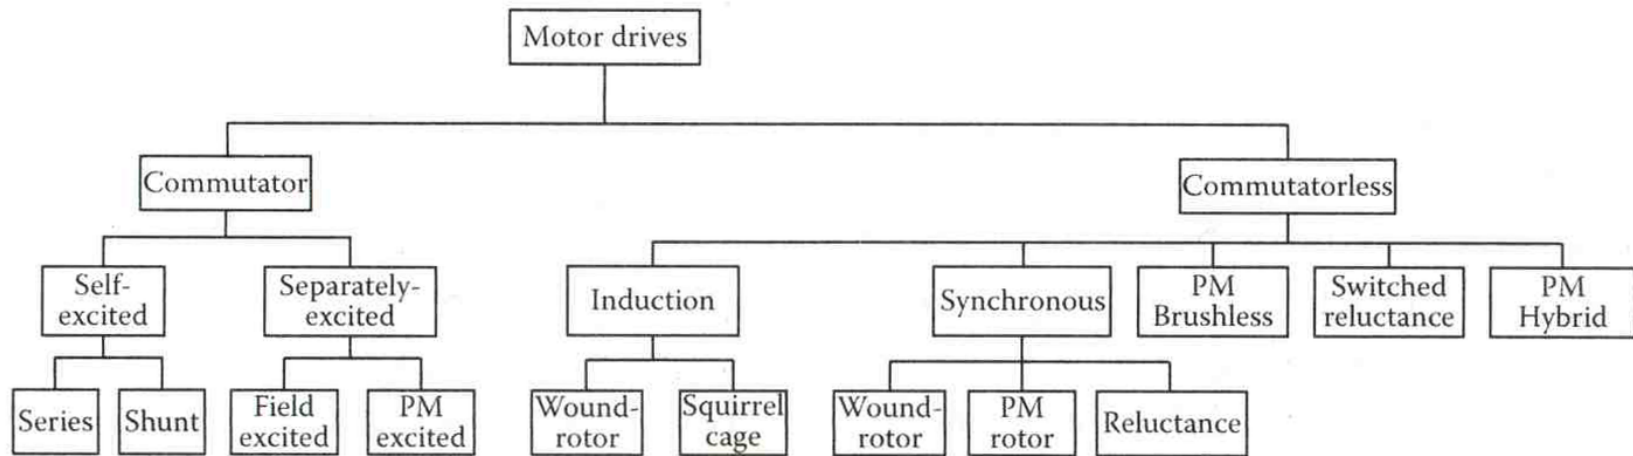 Motor drives
Commutator
Commutatorless
Self-
excited
Separately-
excited
Induction
Synchronous
PM
Brushless
Switched
reluctance
PM
Hybrid
Series
Shunt
Field
excited
PM
excited
Wound-
rotor
Squirrel
cage
Wound-
rotor
PM
rotor
Reluctance